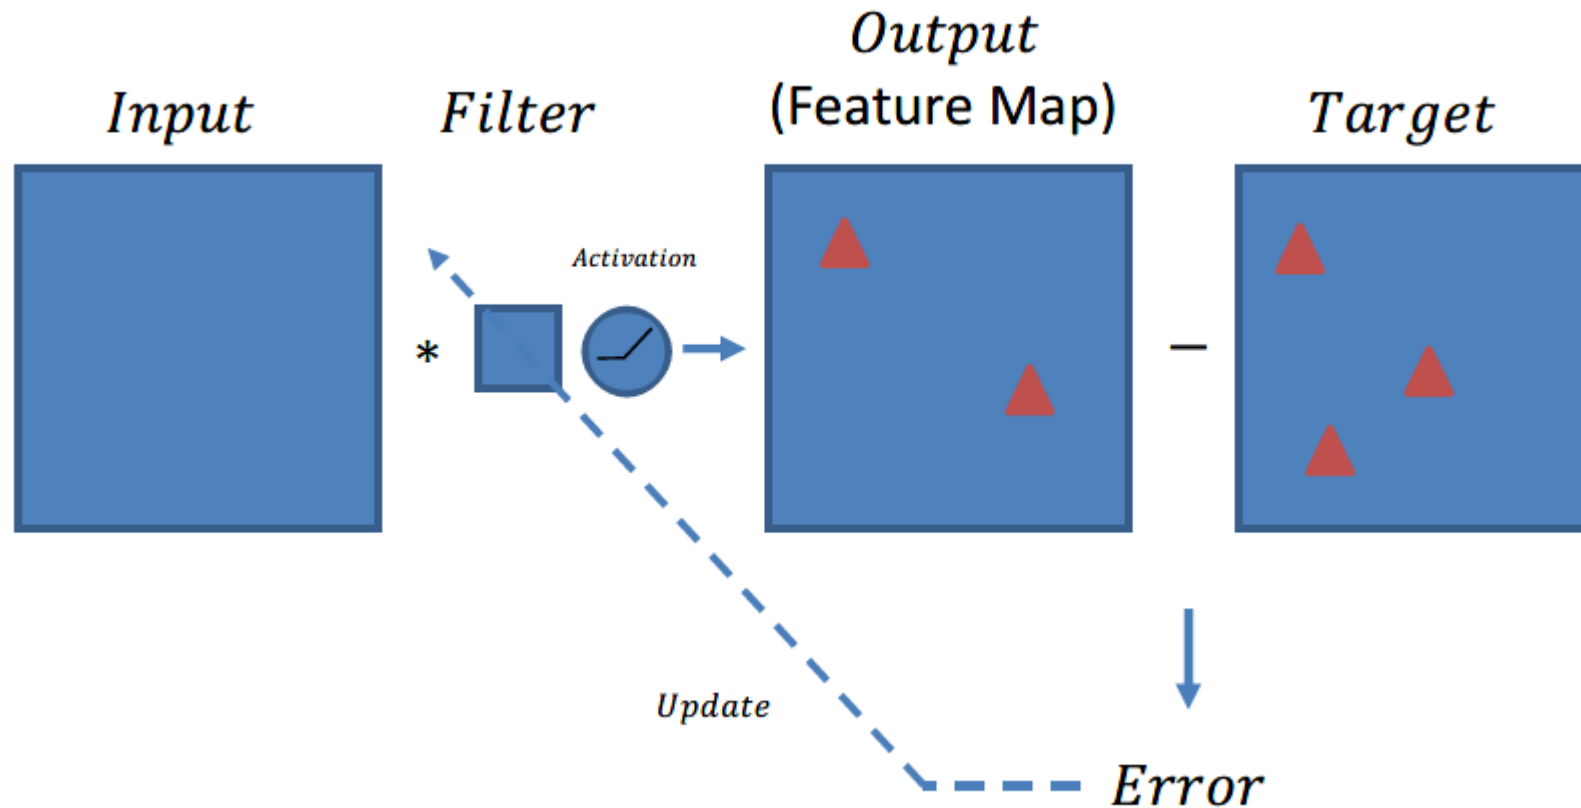 Input
Filter
Output
(Feature Map)
Target
Activation
*
−
Update
Error